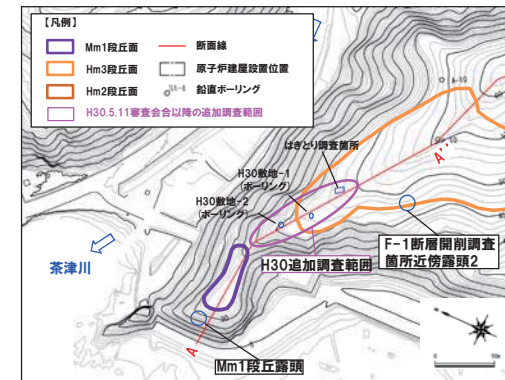 【凡例】
Mm1段丘面
断面線
Hm3段丘面
原子炉建屋設置位置
Hm2段丘面
鉛直ボーリング
H30.5.11審査会合以降の追加調査範囲
はぎとり調査箇所
A''
H30敷地-1
(ボーリング)
H30敷地-2
(ボーリング)
F-1断層開削調査
箇所近傍露頭2
H30追加調査範囲
茶津川
A
Mm1段丘露頭
0
50m